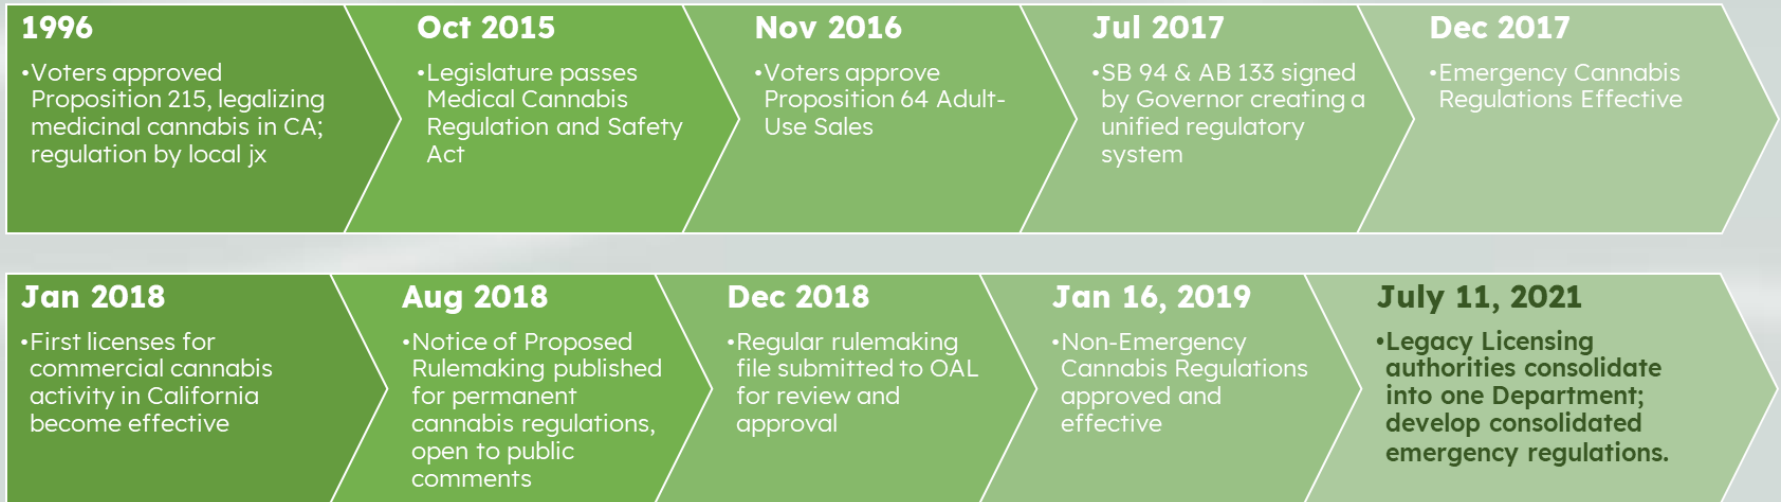 1996
•Voters approved
Proposition 215, legalizing
medicinal cannabis in CA;
regulation by local jx
Oct 2015
•Legislature passes
Medical Cannabis
Regulation and Safety
Act
Nov 2016
•Voters approve
Proposition 64 Adult-
Use Sales
Jul 2017
•SB 94 & AB 133 signed
by Governor creating a
unified regulatory
system
Dec 2017
•Emergency Cannabis
Regulations Effective
Jan 2018
•First licenses for
commercial cannabis
activity in California
become effective
Aug 2018
•Notice of Proposed
Rulemaking published
for permanent
cannabis regulations,
open to public
comments
Dec 2018
•Regular rulemaking
file submitted to OAL
for review and
approval
Jan 16, 2019
•Non-Emergency
Cannabis Regulations
approved and
effective
July 11, 2021
•Legacy Licensing
authorities consolidate
into one Department;
develop consolidated
emergency regulations.